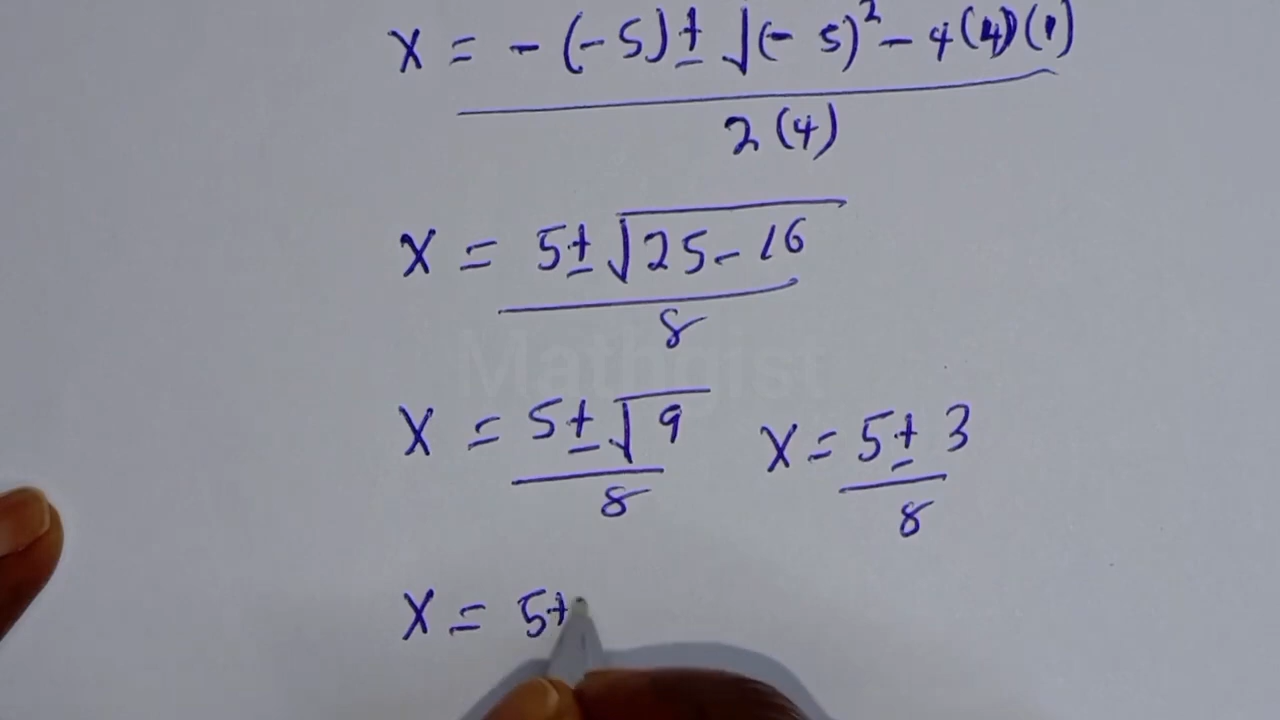 x = -(-5)± √(-5)² - 4(4)(1)
2(4)
x = 5± √25-16
8
Mathgist
x = 5± √9 x = 5± 3
8 8
x = 5+